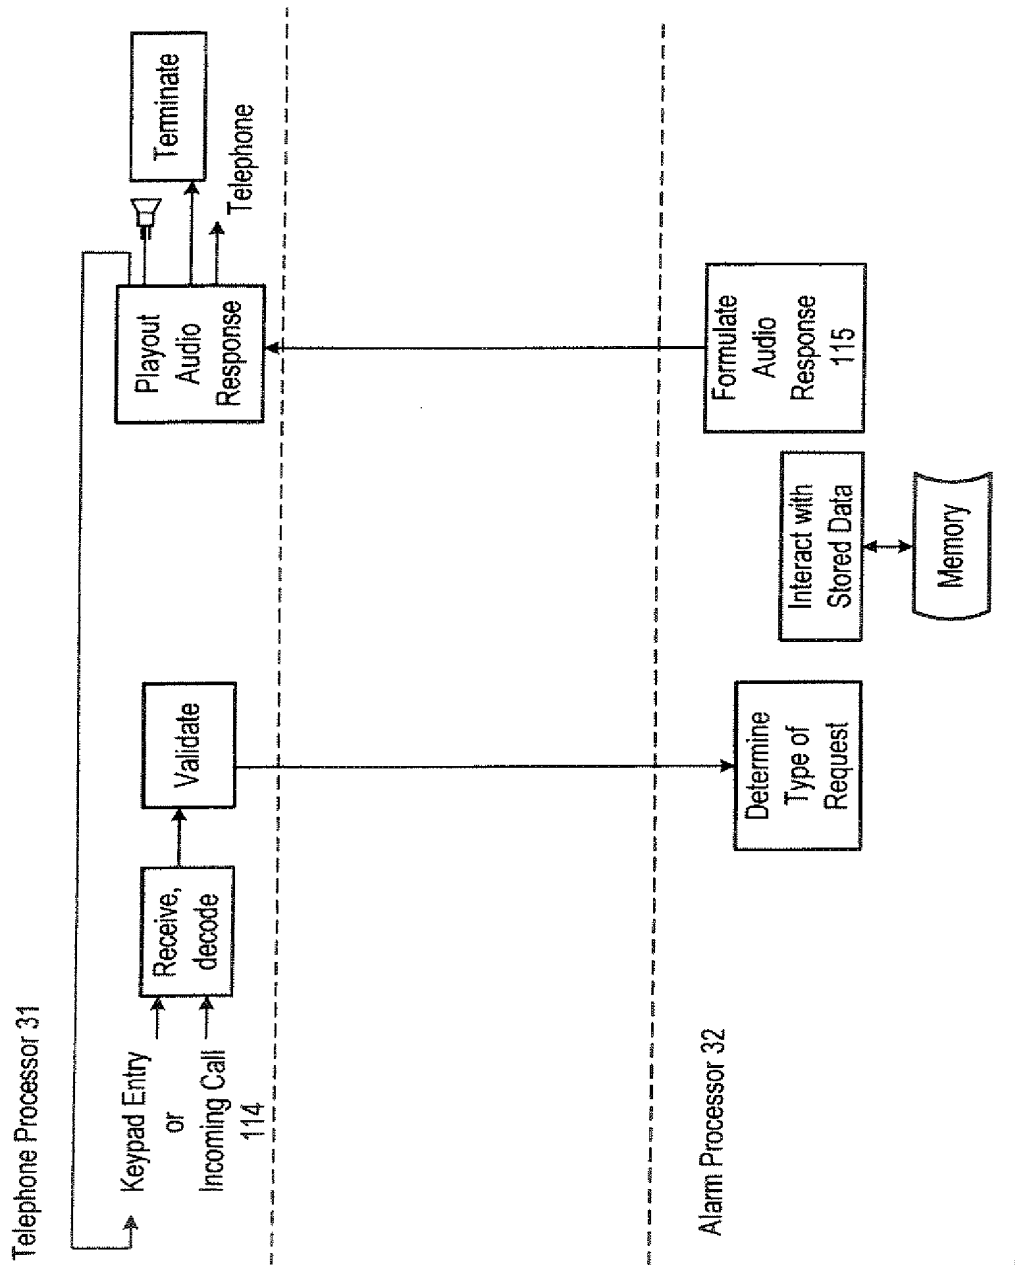 Telephone Processor 31
Keypad Entry
or
Incoming Call
114
Receive,
decode
Validate
Playout
Audio
Response
Terminate
Telephone
Alarm Processor 32
Determine
Type of
Request
Interact with
Stored Data
Memory
Formulate
Audio
Response
115